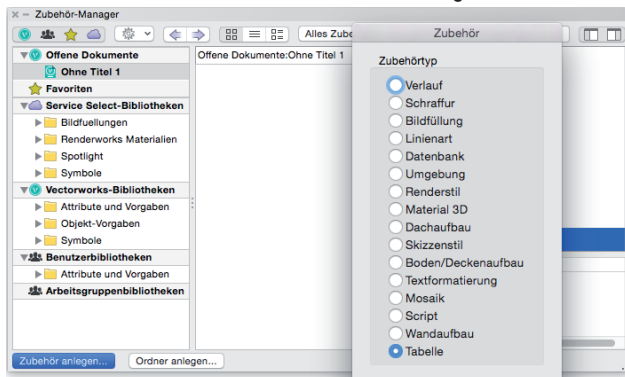 Zubehör-Manager
Alles Zube
Offene Dokumente
Ohne Titel 1
Favoriten
Service Select-Bibliotheken
Bildfuellungen
Renderworks Materialien
Spotlight
Symbole
Vectorworks-Bibliotheken
Attribute und Vorgaben
Objekt-Vorgaben
Symbole
Benutzerbibliotheken
Attribute und Vorgaben
Arbeitsgruppenbibliotheken
Offene Dokumente:Ohne Titel 1
Zubehör anlegen...
Ordner anlegen...
Zubehör
Zubehörtyp
Verlauf
Schraffur
Bildfüllung
Linienart
Datenbank
Umgebung
Renderstil
Material 3D
Dachaufbau
Skizzenstil
Boden/Deckenaufbau
Textformatierung
Mosaik
Script
Wandaufbau
Tabelle